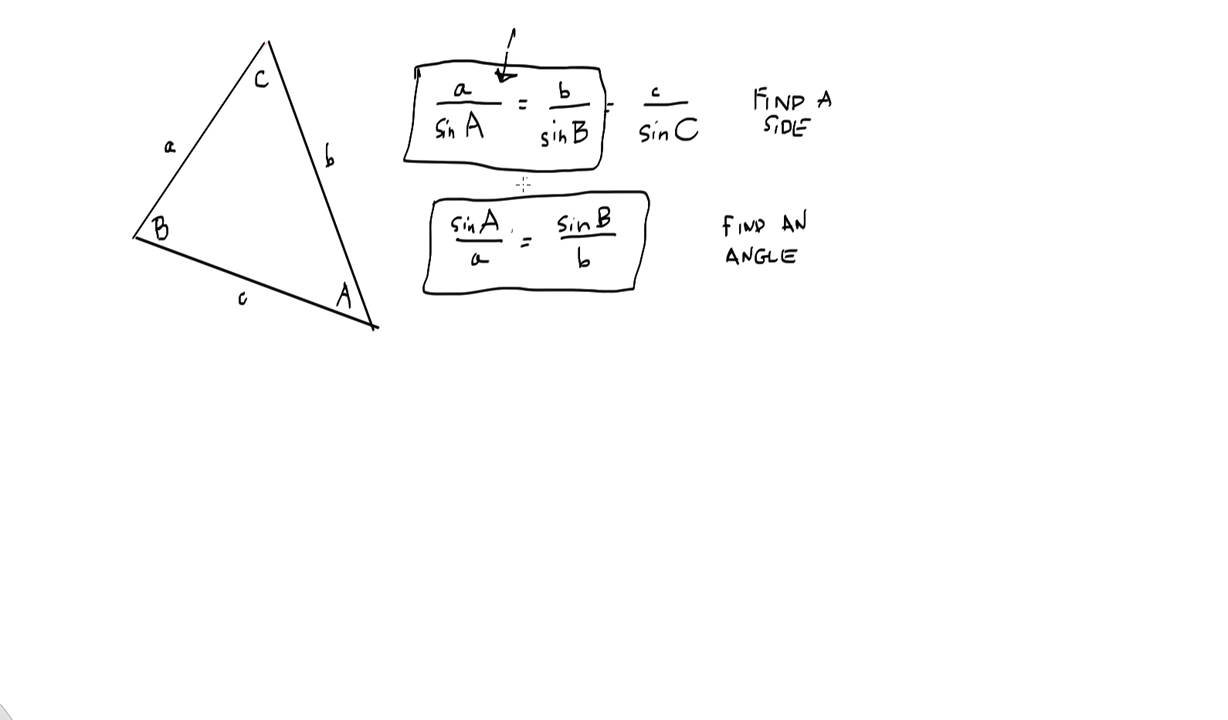 C
a
b
B
c
A
a/sin A = b/sin B = c/sin C
FIND A
SIDE
sin A/a = sin B/b
FIND AN
ANGLE